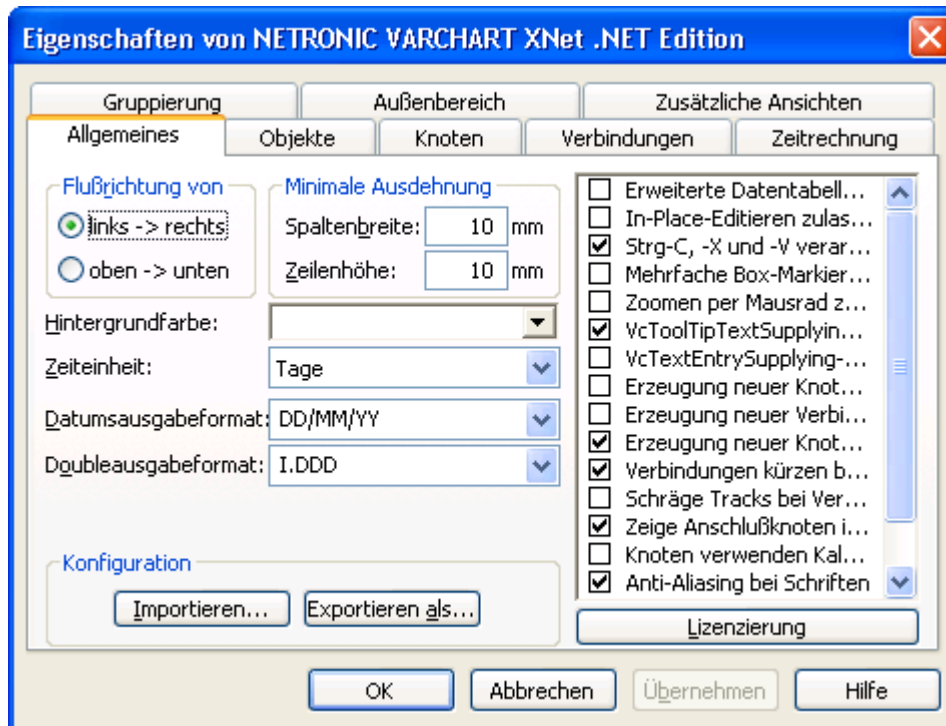 Eigenschaften von NETRONIC VARCHART XNet .NET Edition
Gruppierung
Außenbereich
Zusätzliche Ansichten
Allgemeines
Objekte
Knoten
Verbindungen
Zeitrechnung
Flußrichtung von
links -> rechts
oben -> unten
Minimale Ausdehnung
Spaltenbreite: 10 mm
Zeilenhöhe: 10 mm
Hintergrundfarbe:
Zeiteinheit: Tage
Datumsausgabeformat: DD/MM/YY
Doubleausgabeformat: I.DDD
Konfiguration
Importieren...
Exportieren als...
Erweiterte Datentabell...
In-Place-Editieren zulas...
Strg-C, -X und -V verar...
Mehrfache Box-Markier...
Zoomen per Mausrad z...
VcToolTipTextSupplyin...
VcTextEntrySupplying-...
Erzeugung neuer Knot...
Erzeugung neuer Verbi...
Erzeugung neuer Knot...
Verbindungen kürzen b...
Schräge Tracks bei Ver...
Zeige Anschlußknoten i...
Knoten verwenden Kal...
Anti-Aliasing bei Schriften
Lizenzierung
OK
Abbrechen
Übernehmen
Hilfe